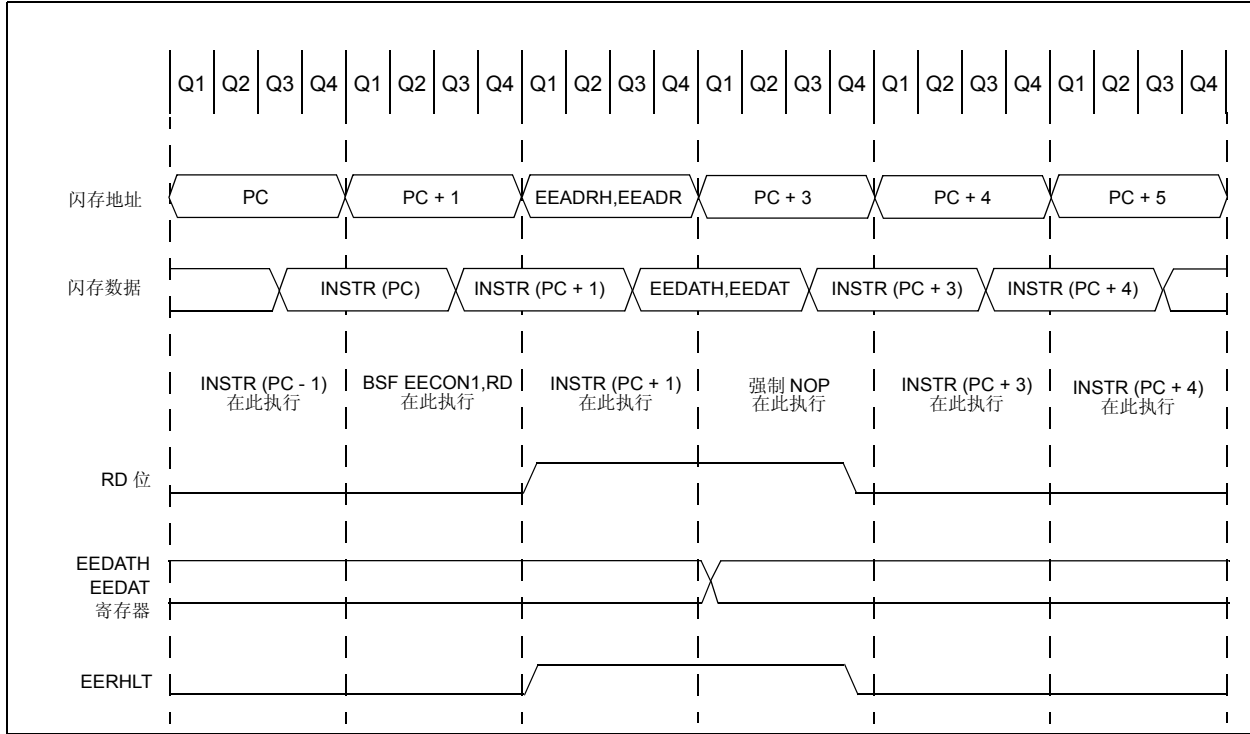 Q1 Q2 Q3 Q4 Q1 Q2 Q3 Q4 Q1 Q2 Q3 Q4 Q1 Q2 Q3 Q4 Q1 Q2 Q3 Q4 Q1 Q2 Q3 Q4
闪存地址 PC PC + 1 EEADRH,EEADR PC + 3 PC + 4 PC + 5
闪存数据 INSTR (PC) INSTR (PC + 1) EEDATH,EEDAT INSTR (PC + 3) INSTR (PC + 4)
INSTR (PC - 1) BSF EECON1,RD INSTR (PC + 1) 强制 NOP INSTR (PC + 3) INSTR (PC + 4)
在此执行 在此执行 在此执行 在此执行 在此执行 在此执行
RD 位
EEDATH
EEDAT
寄存器
EERHLT